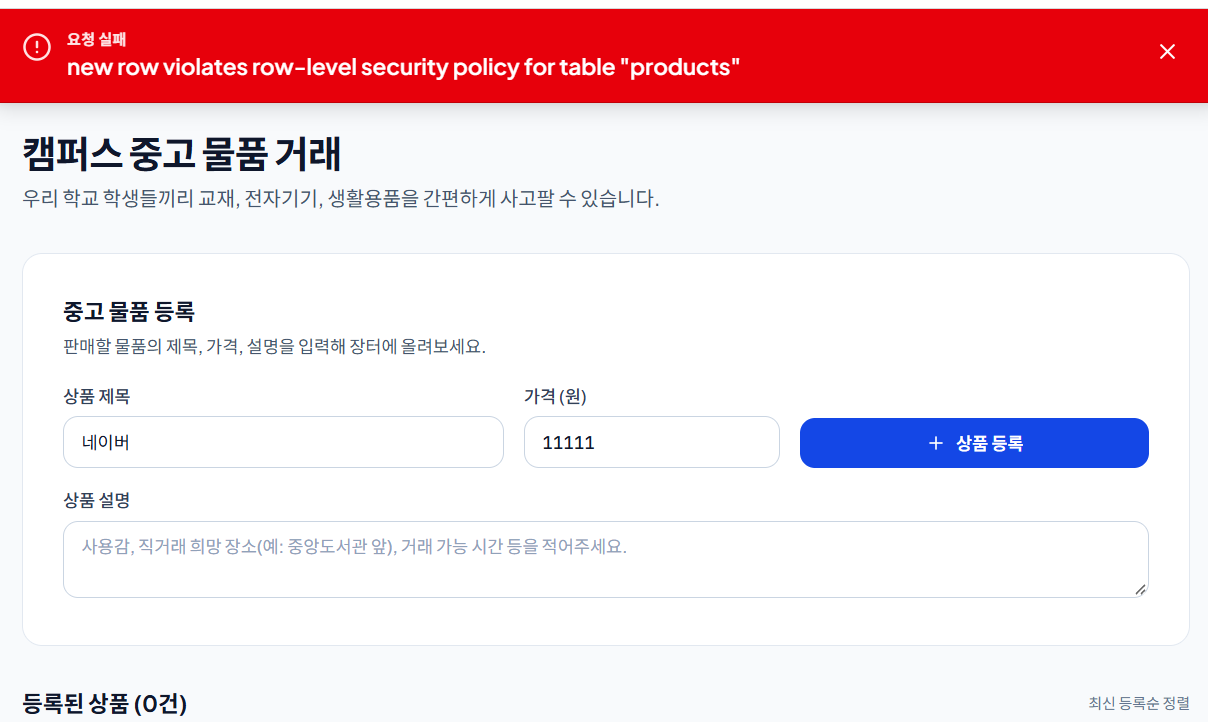 요청 실패
new row violates row-level security policy for table "products"
캠퍼스 중고 물품 거래
우리 학교 학생들끼리 교재, 전자기기, 생활용품을 간편하게 사고팔 수 있습니다.
중고 물품 등록
판매할 물품의 제목, 가격, 설명을 입력해 장터에 올려보세요.
상품 제목
가격 (원)
네이버
11111
+ 상품 등록
상품 설명
사용감, 직거래 희망 장소(예: 중앙도서관 앞), 거래 가능 시간 등을 적어주세요.
등록된 상품 (0건)
최신 등록순 정렬